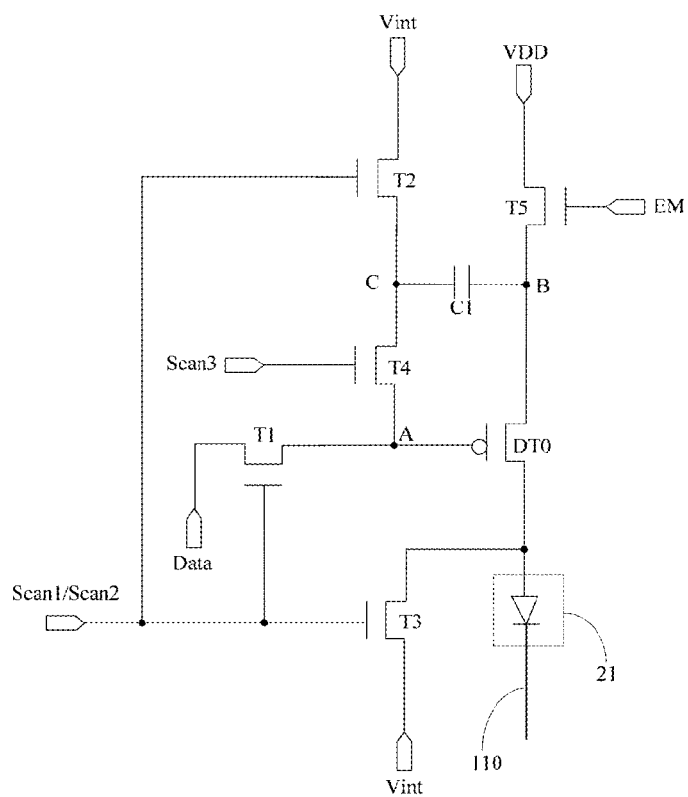 Vint
VDD
T2
T5
EM
C
C1
B
Scan3
T4
T1
A
DT0
Data
Scan1/Scan2
T3
21
110
Vint